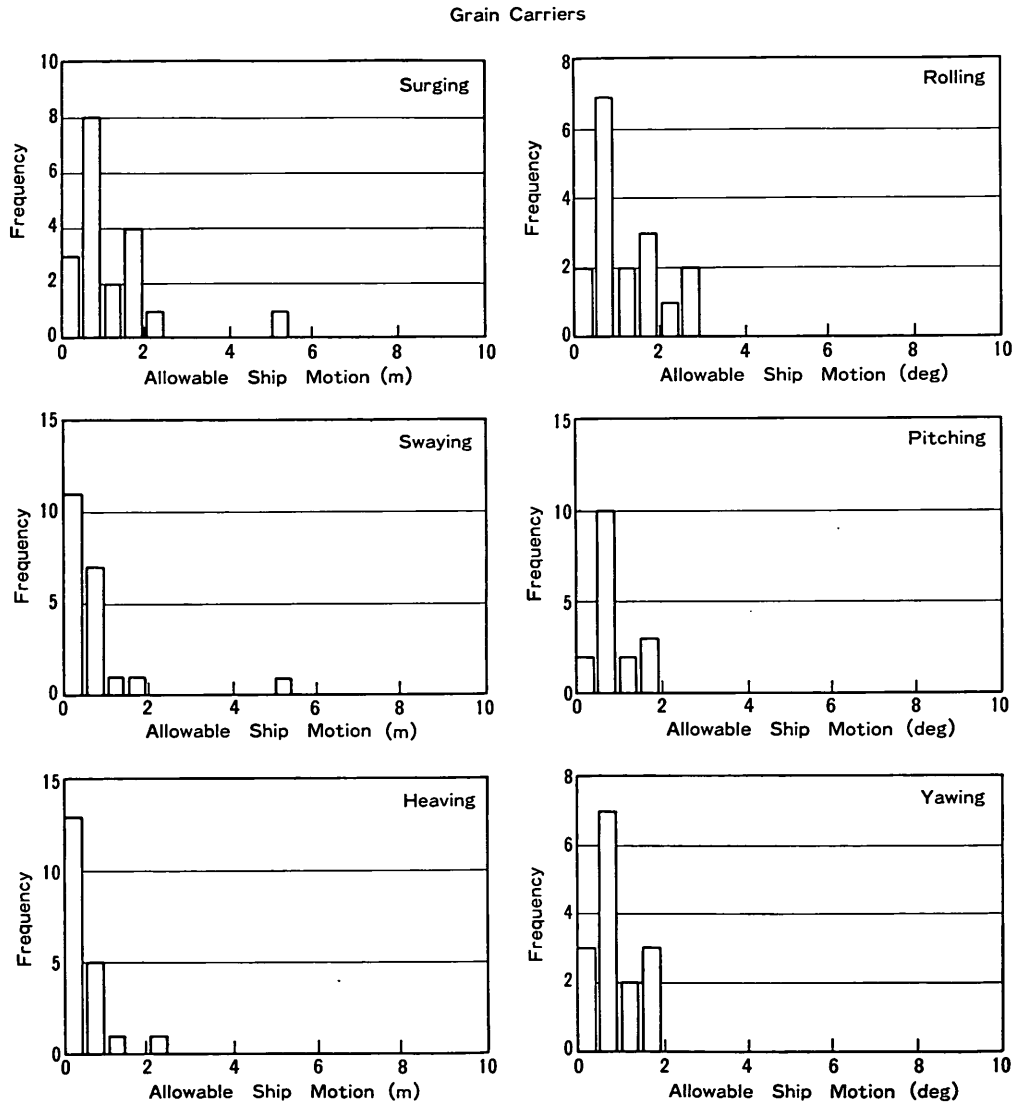 Grain Carriers
Surging
Frequency
10
8
6
4
2
0
0 2 4 6 8 10
Allowable Ship Motion (m)
Rolling
Frequency
8
6
4
2
0
0 2 4 6 8 10
Allowable Ship Motion (deg)
Swaying
Frequency
15
10
5
0
0 2 4 6 8 10
Allowable Ship Motion (m)
Pitching
Frequency
15
10
5
0
0 2 4 6 8 10
Allowable Ship Motion (deg)
Heaving
Frequency
15
10
5
0
0 2 4 6 8 10
Allowable Ship Motion (m)
Yawing
Frequency
8
6
4
2
0
0 2 4 6 8 10
Allowable Ship Motion (deg)